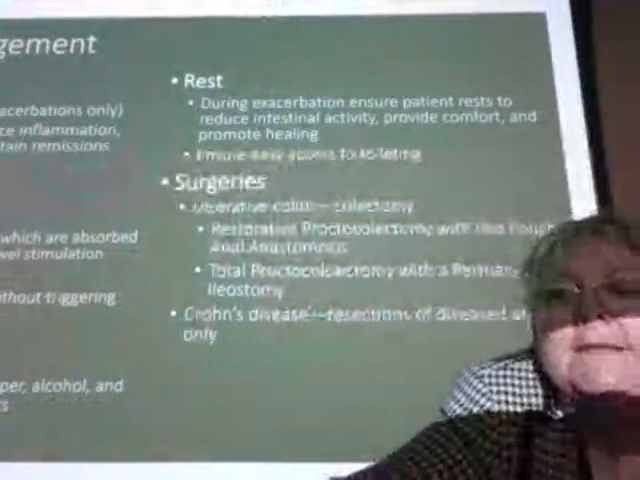 gement
acerbations only)
ce inflammation,
tain remissions
which are absorbed
wel stimulation
ithout triggering
per, alcohol, and
s
• Rest
• During exacerbation ensure patient rests to
reduce intestinal activity, provide comfort, and
promote healing
• Ensure easy access to toileting
• Surgeries
• Ulcerative colitis—colectomy
• Restorative Proctocolectomy with Ileo Pouch
Anal Anastomosis
• Total Proctocolectomy with a Perman
Ileostomy
• Crohn's disease—resections of diseased a
only